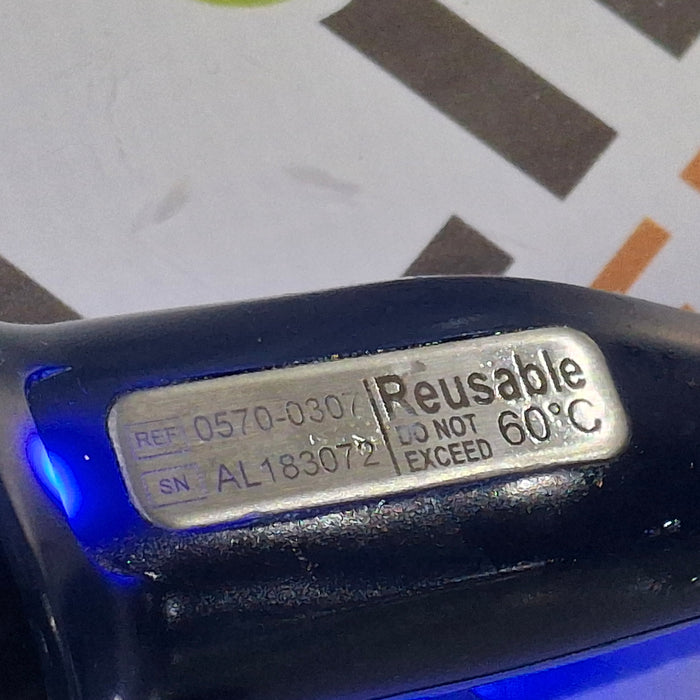 REF 0570-0307
SN AL183072
Reusable
DO NOT EXCEED 60°C